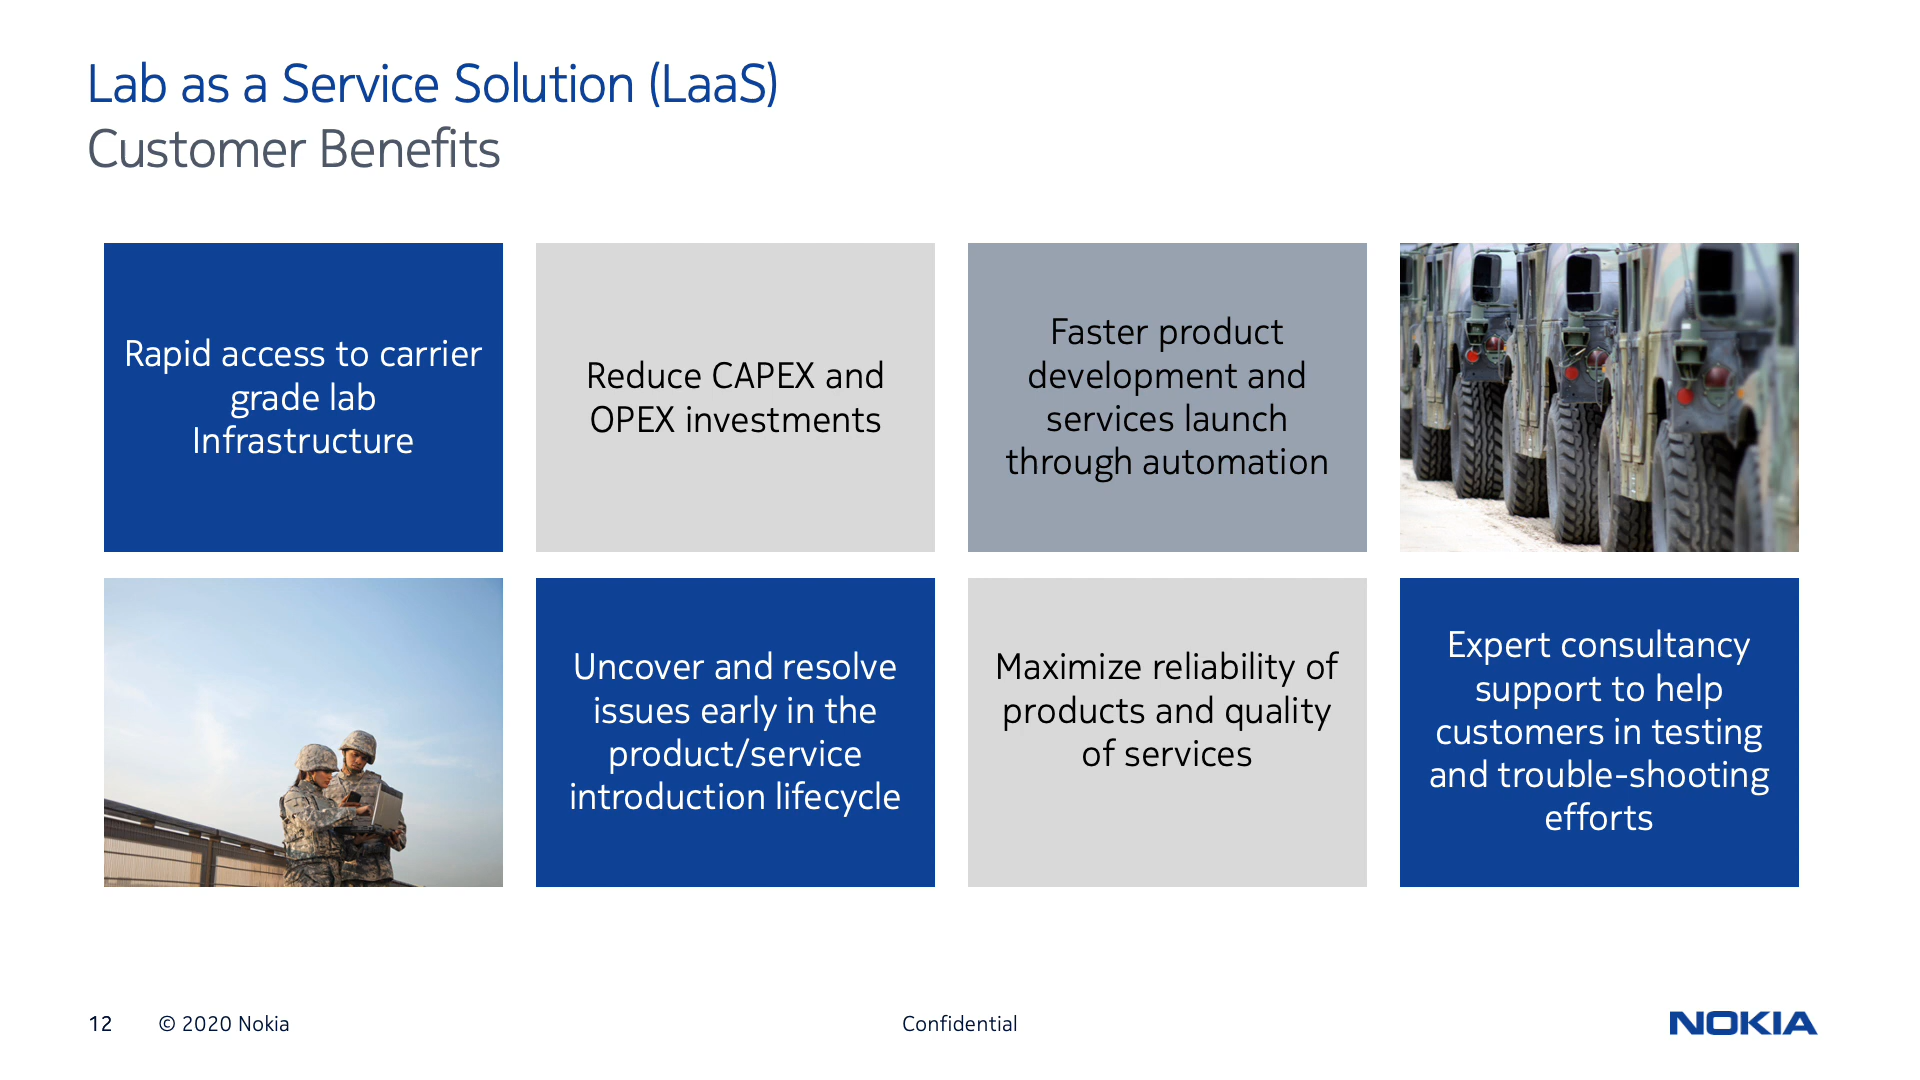 Lab as a Service Solution (LaaS)
Customer Benefits
Rapid access to carrier
grade lab
Infrastructure
Reduce CAPEX and
OPEX investments
Faster product
development and
services launch
through automation
Uncover and resolve
issues early in the
product/service
introduction lifecycle
Maximize reliability of
products and quality
of services
Expert consultancy
support to help
customers in testing
and trouble-shooting
efforts
12 © 2020 Nokia Confidential NOKIA